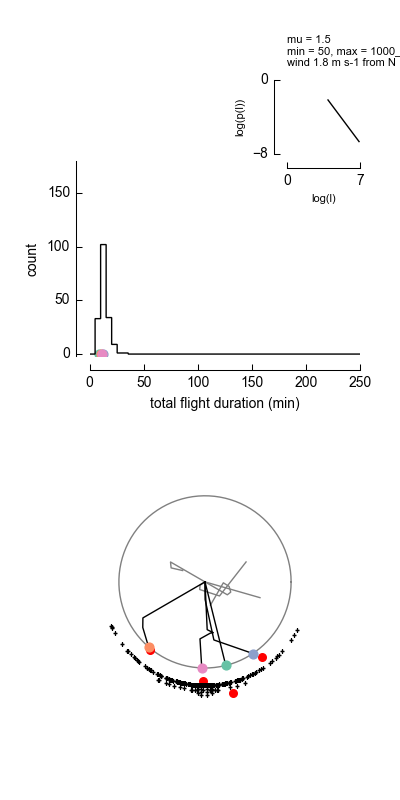 mu = 1.5
min = 50, max = 1000_
wind 1.8 m s-1 from N
0
log(p(l))
−8
0 7
log(l)
150
100
count
50
0
0 50 100 150 200 250
total flight duration (min)